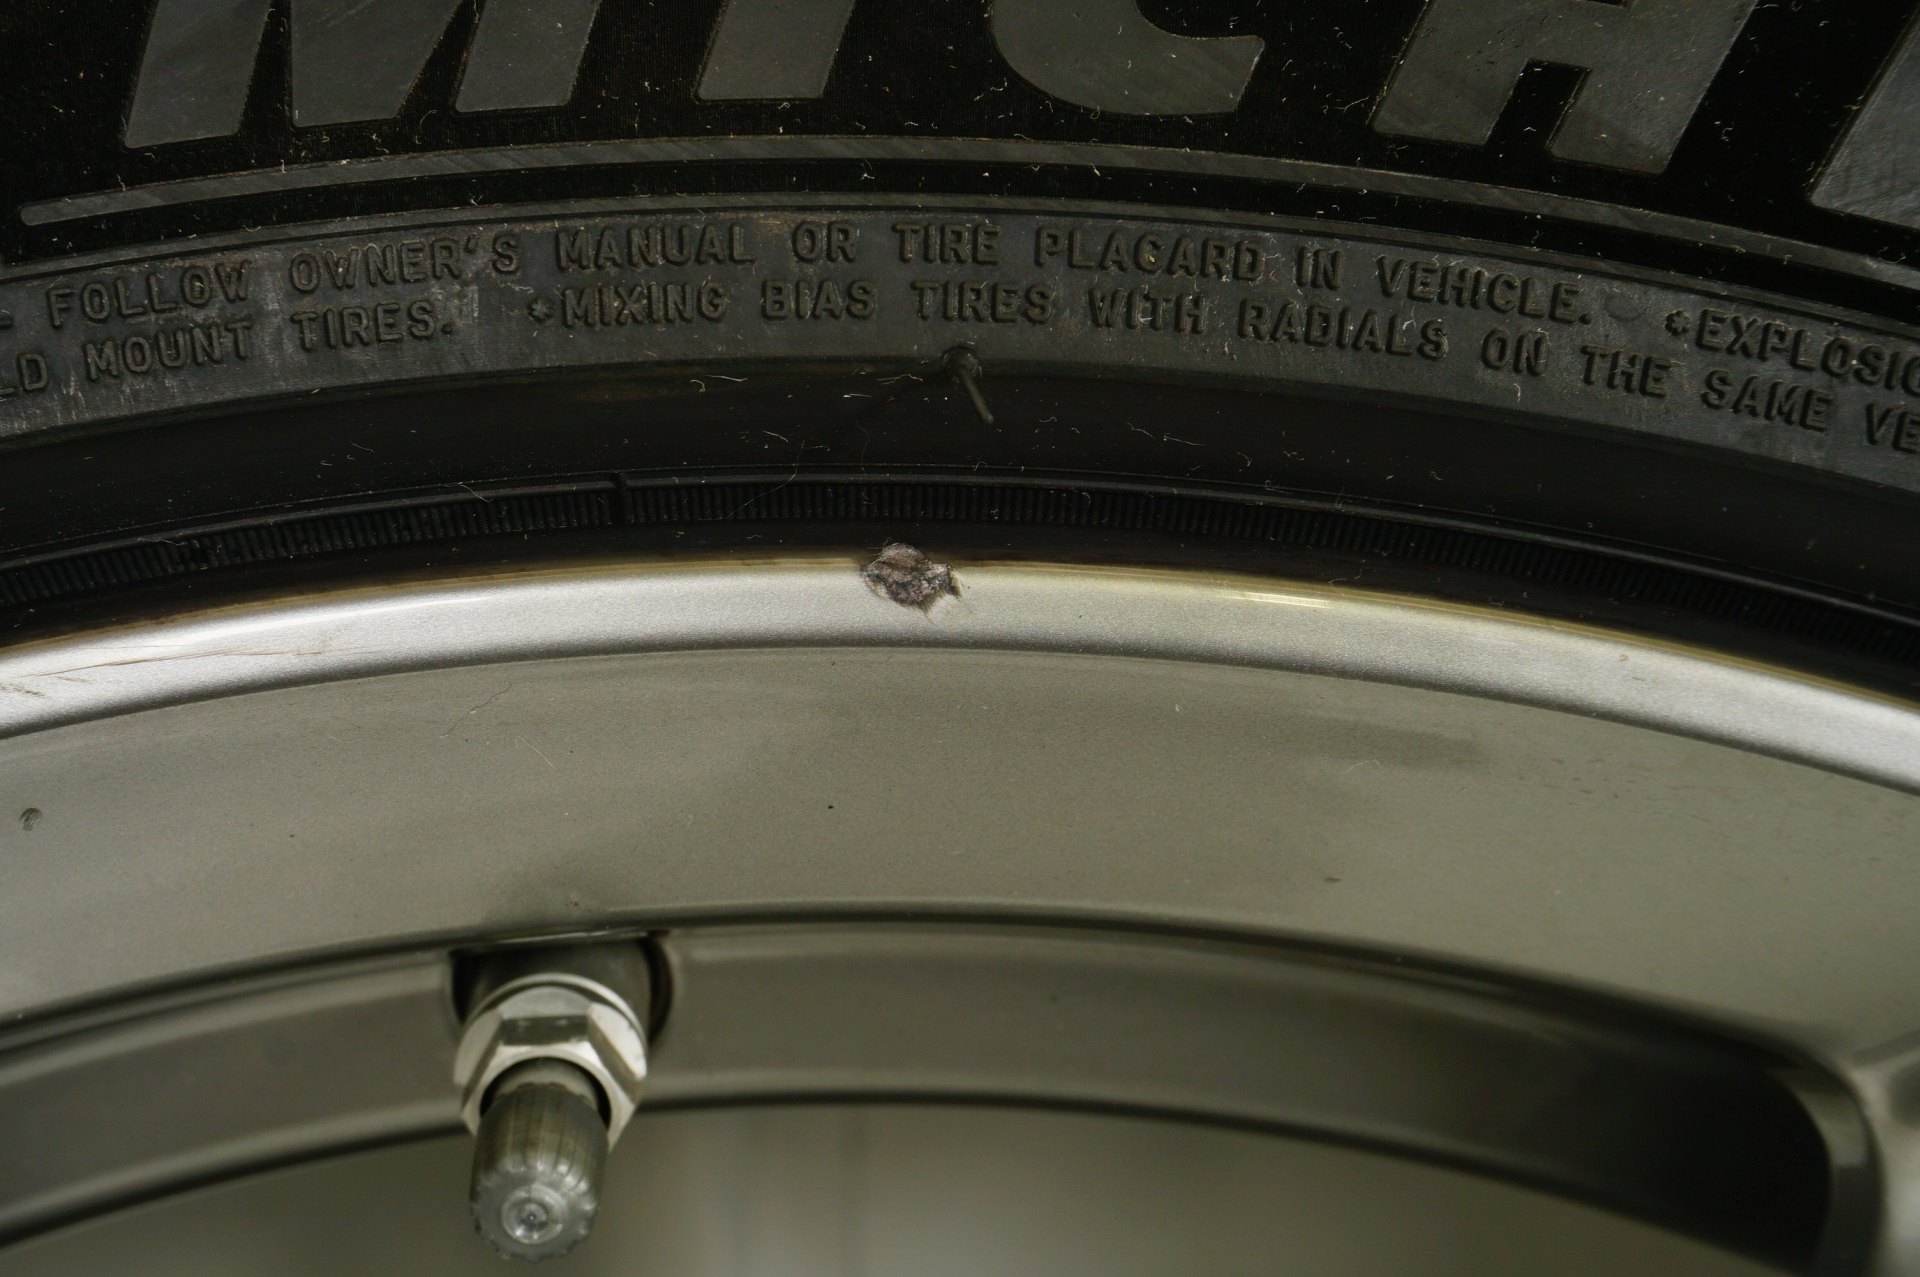 MICH
- FOLLOW OWNER'S MANUAL OR TIRE PLACARD IN VEHICLE. *EXPLOSIO
LD MOUNT TIRES. *MIXING BIAS TIRES WITH RADIALS ON THE SAME VE